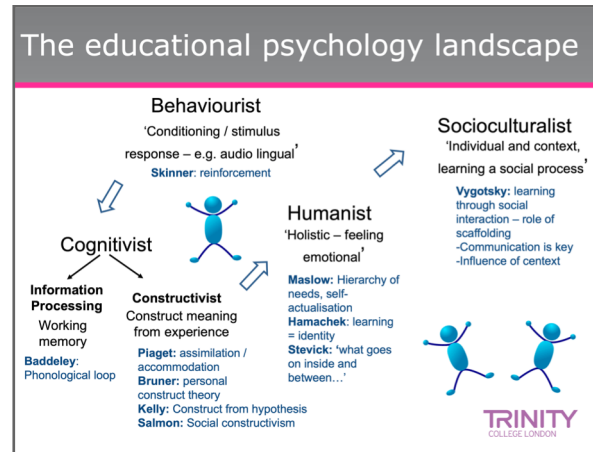 The educational psychology landscape
Behaviourist
‘Conditioning / stimulus
response – e.g. audio lingual’
Skinner: reinforcement
Cognitivist
Information
Processing
Working
memory
Baddeley:
Phonological loop
Constructivist
Construct meaning
from experience
Piaget: assimilation /
accommodation
Bruner: personal
construct theory
Kelly: Construct from hypothesis
Salmon: Social constructivism
Humanist
‘Holistic – feeling
emotional’
Maslow: Hierarchy of
needs, self-
actualisation
Hamachek: learning
= identity
Stevick: ‘what goes
on inside and
between…’
Socioculturalist
‘Individual and context,
learning a social process’
Vygotsky: learning
through social
interaction – role of
scaffolding
-Communication is key
-Influence of centext
TRINITY
COLLEGE LONDON